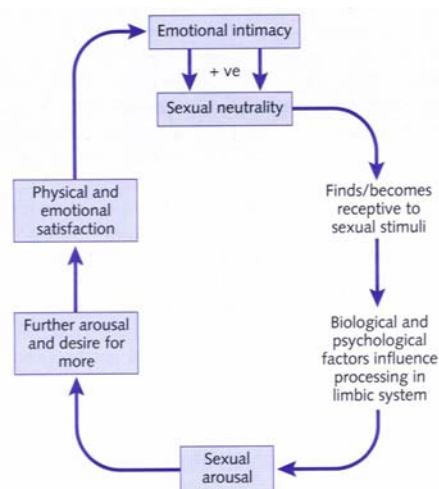 Emotional intimacy
+ ve
Sexual neutrality
Finds/becomes
receptive to
sexual stimuli
Biological and
psychological
factors influence
processing in
limbic system
Sexual
arousal
Further arousal
and desire for
more
Physical and
emotional
satisfaction